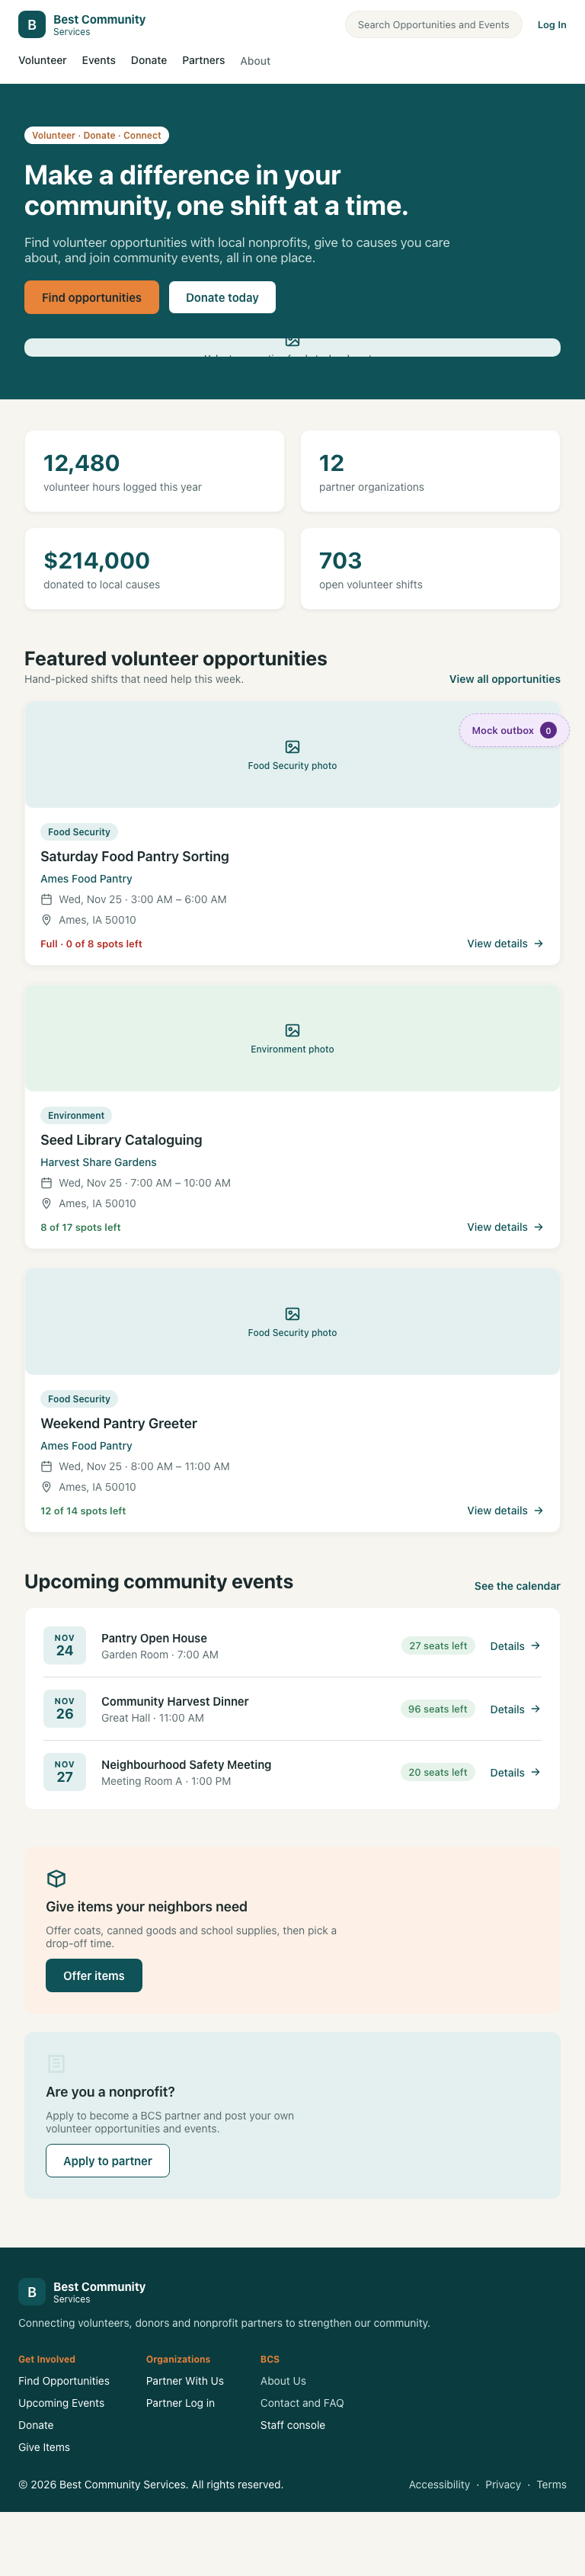 B
Best Community
Services
Search Opportunities and Events
Log In
Volunteer
Events
Donate
Partners
About
Volunteer · Donate · Connect
Make a difference in your
community, one shift at a time.
Find volunteer opportunities with local nonprofits, give to causes you care
about, and join community events, all in one place.
Find opportunities
Donate today
12,480
volunteer hours logged this year
12
partner organizations
$214,000
donated to local causes
703
open volunteer shifts
Featured volunteer opportunities
Hand-picked shifts that need help this week.
View all opportunities
Mock outbox 0
Food Security photo
Food Security
Saturday Food Pantry Sorting
Ames Food Pantry
Wed, Nov 25 · 3:00 AM – 6:00 AM
Ames, IA 50010
Full · 0 of 8 spots left
View details →
Environment photo
Environment
Seed Library Cataloguing
Harvest Share Gardens
Wed, Nov 25 · 7:00 AM – 10:00 AM
Ames, IA 50010
8 of 17 spots left
View details →
Food Security photo
Food Security
Weekend Pantry Greeter
Ames Food Pantry
Wed, Nov 25 · 8:00 AM – 11:00 AM
Ames, IA 50010
12 of 14 spots left
View details →
Upcoming community events
See the calendar
NOV
24
Pantry Open House
Garden Room · 7:00 AM
27 seats left
Details →
NOV
26
Community Harvest Dinner
Great Hall · 11:00 AM
96 seats left
Details →
NOV
27
Neighbourhood Safety Meeting
Meeting Room A · 1:00 PM
20 seats left
Details →
Give items your neighbors need
Offer coats, canned goods and school supplies, then pick a
drop-off time.
Offer items
Are you a nonprofit?
Apply to become a BCS partner and post your own
volunteer opportunities and events.
Apply to partner
B
Best Community
Services
Connecting volunteers, donors and nonprofit partners to strengthen our community.
Get Involved
Find Opportunities
Upcoming Events
Donate
Give Items
Organizations
Partner With Us
Partner Log in
BCS
About Us
Contact and FAQ
Staff console
© 2026 Best Community Services. All rights reserved.
Accessibility · Privacy · Terms